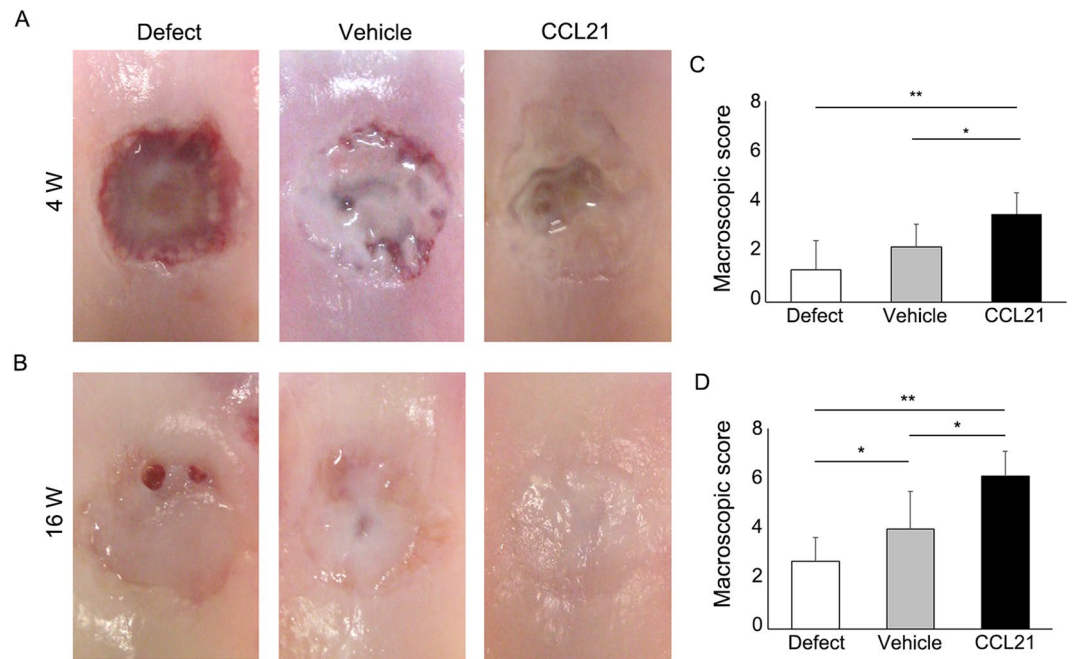 A
Defect
Vehicle
CCL21
4 W
B
16 W
C
Macroscopic score
8
6
4
2
0
**
*
Defect
Vehicle
CCL21
D
Macroscopic score
8
6
4
2
0
**
*
*
Defect
Vehicle
CCL21